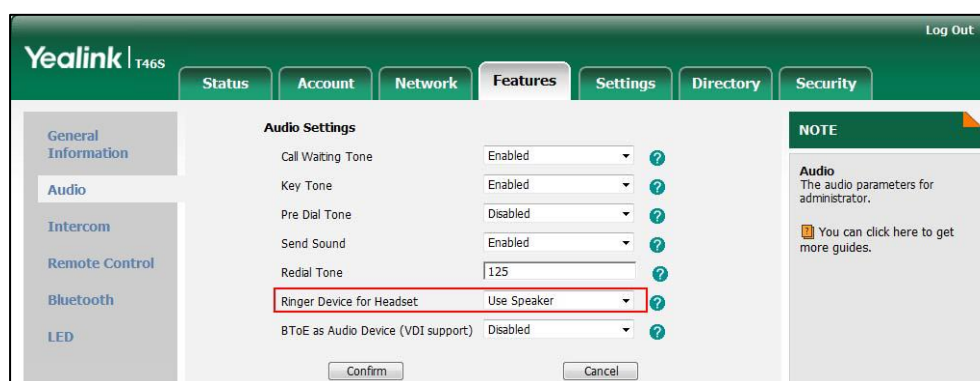 Log Out
Yealink T46S
Status Account Network Features Settings Directory Security
General
Information
Audio
Intercom
Remote Control
Bluetooth
LED
Audio Settings
Call Waiting Tone Enabled ?
Key Tone Enabled ?
Pre Dial Tone Disabled ?
Send Sound Enabled ?
Redial Tone 125 ?
Ringer Device for Headset Use Speaker ?
BToE as Audio Device (VDI support) Disabled ?
Confirm Cancel
NOTE
Audio
The audio parameters for
administrator.
? You can click here to get
more guides.